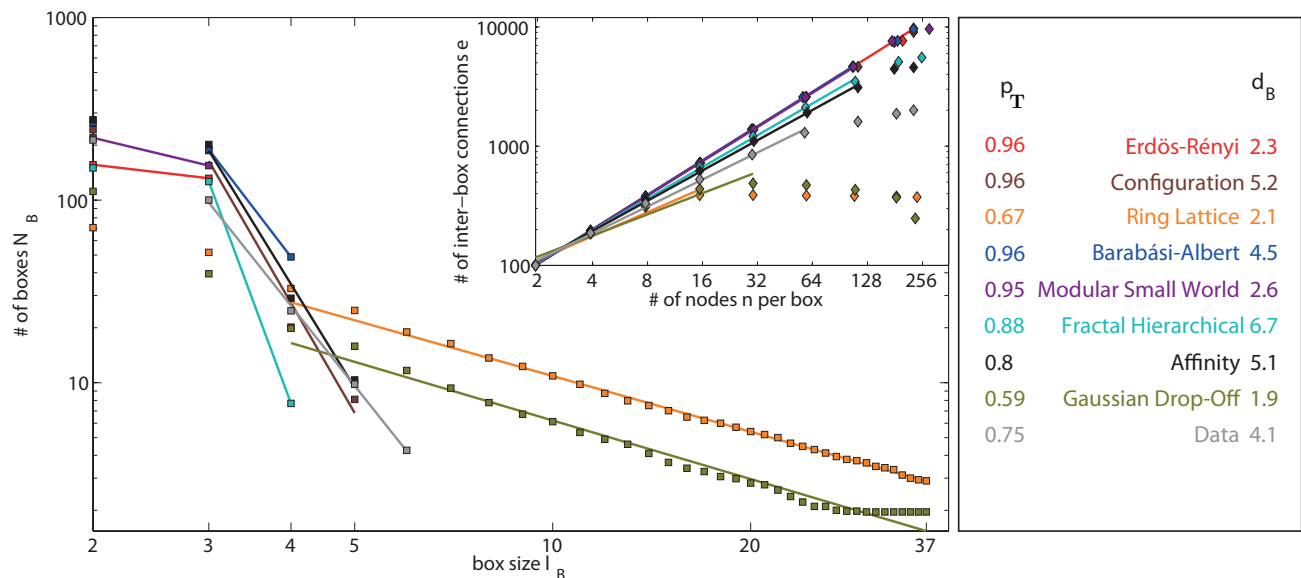 1000
100
10
# of boxes N_B
2
3
4
5
10
20
37
box size l_B
10000
1000
100
# of inter-box connections e
2
4
8
16
32
64
128
256
# of nodes n per box
p_T d_B
0.96 Erdös-Rényi 2.3
0.96 Configuration 5.2
0.67 Ring Lattice 2.1
0.96 Barabási-Albert 4.5
0.95 Modular Small World 2.6
0.88 Fractal Hierarchical 6.7
0.8 Affinity 5.1
0.59 Gaussian Drop-Off 1.9
0.75 Data 4.1